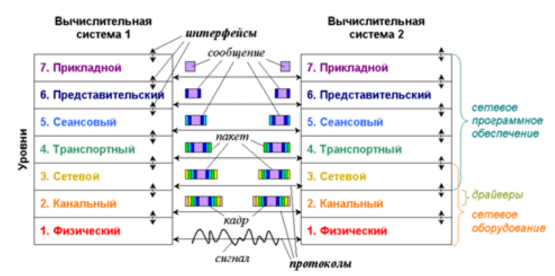 Вычислительная
система 1
Вычислительная
система 2
интерфейсы
сообщение
7. Прикладной
7. Прикладной
6. Представительский
6. Представительский
5. Сеансовый
5. Сеансовый
пакет
4. Транспортный
4. Транспортный
3. Сетевой
3. Сетевой
2. Канальный
2. Канальный
кадр
1. Физический
1. Физический
сигнал
протоколы
Уровни
сетевое
программное
обеспечение
драйверы
сетевое
оборудование